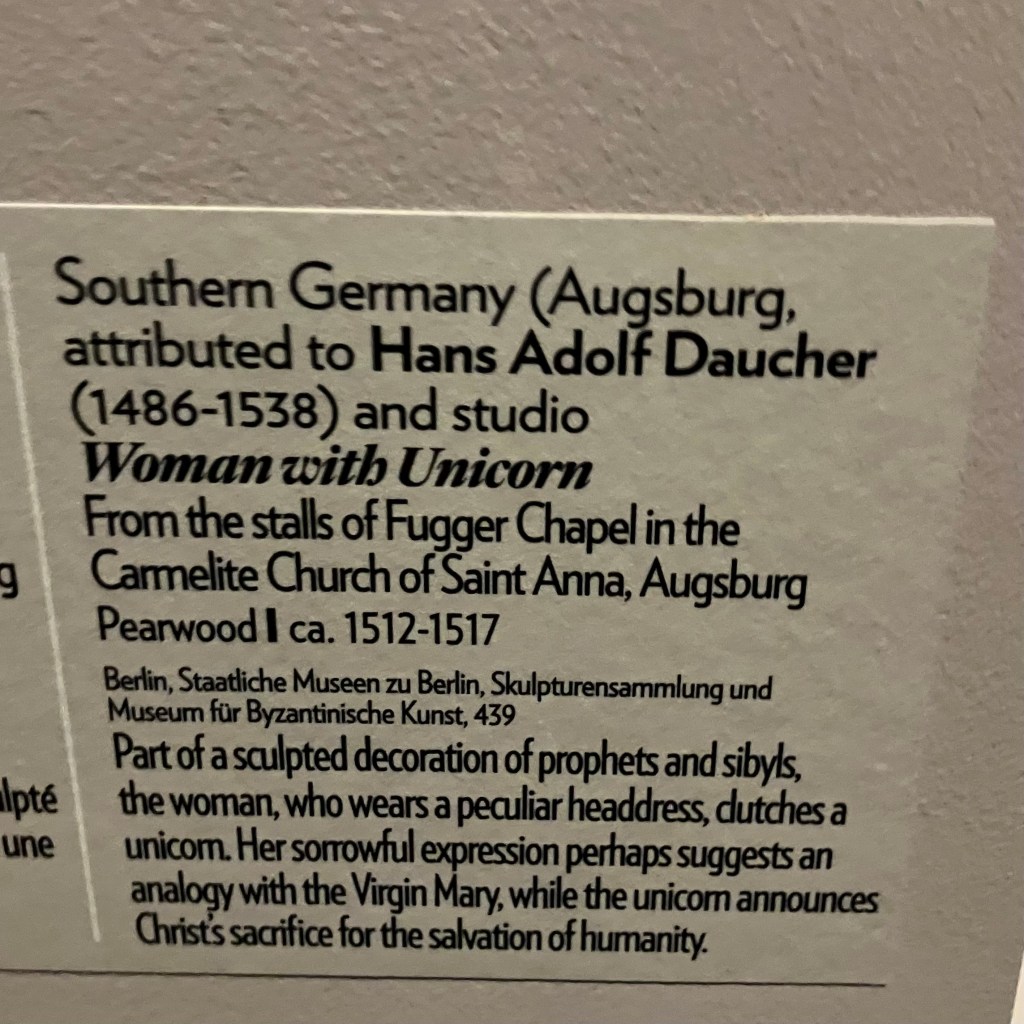 Southern Germany (Augsburg,
attributed to Hans Adolf Daucher
(1486-1538) and studio
Woman with Unicorn
From the stalls of Fugger Chapel in the
Carmelite Church of Saint Anna, Augsburg
Pearwood | ca. 1512-1517
Berlin, Staatliche Museen zu Berlin, Skulpturensammlung und
Museum für Byzantinische Kunst, 439
Part of a sculpted decoration of prophets and sibyls,
the woman, who wears a peculiar headdress, clutches a
unicorn. Her sorrowful expression perhaps suggests an
analogy with the Virgin Mary, while the unicorn announces
Christ's sacrifice for the salvation of humanity.
une